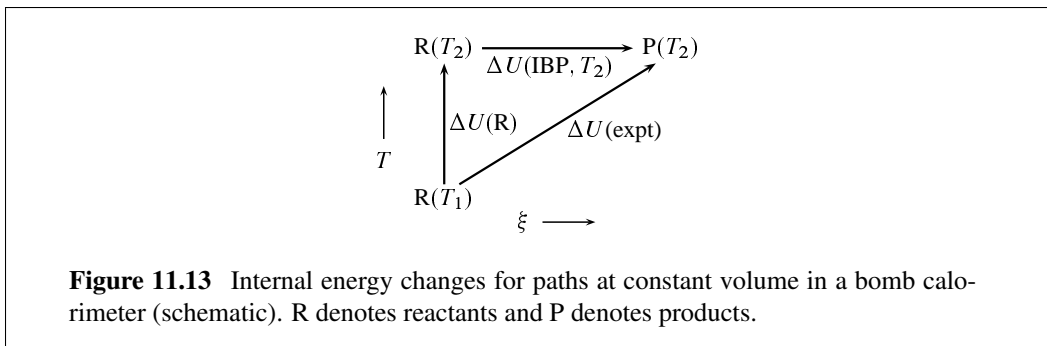 R(T₂)
P(T₂)
ΔU(IBP, T₂)
ΔU(R)
ΔU(expt)
T
R(T₁)
ξ
Figure 11.13 Internal energy changes for paths at constant volume in a bomb calo-
rimeter (schematic). R denotes reactants and P denotes products.